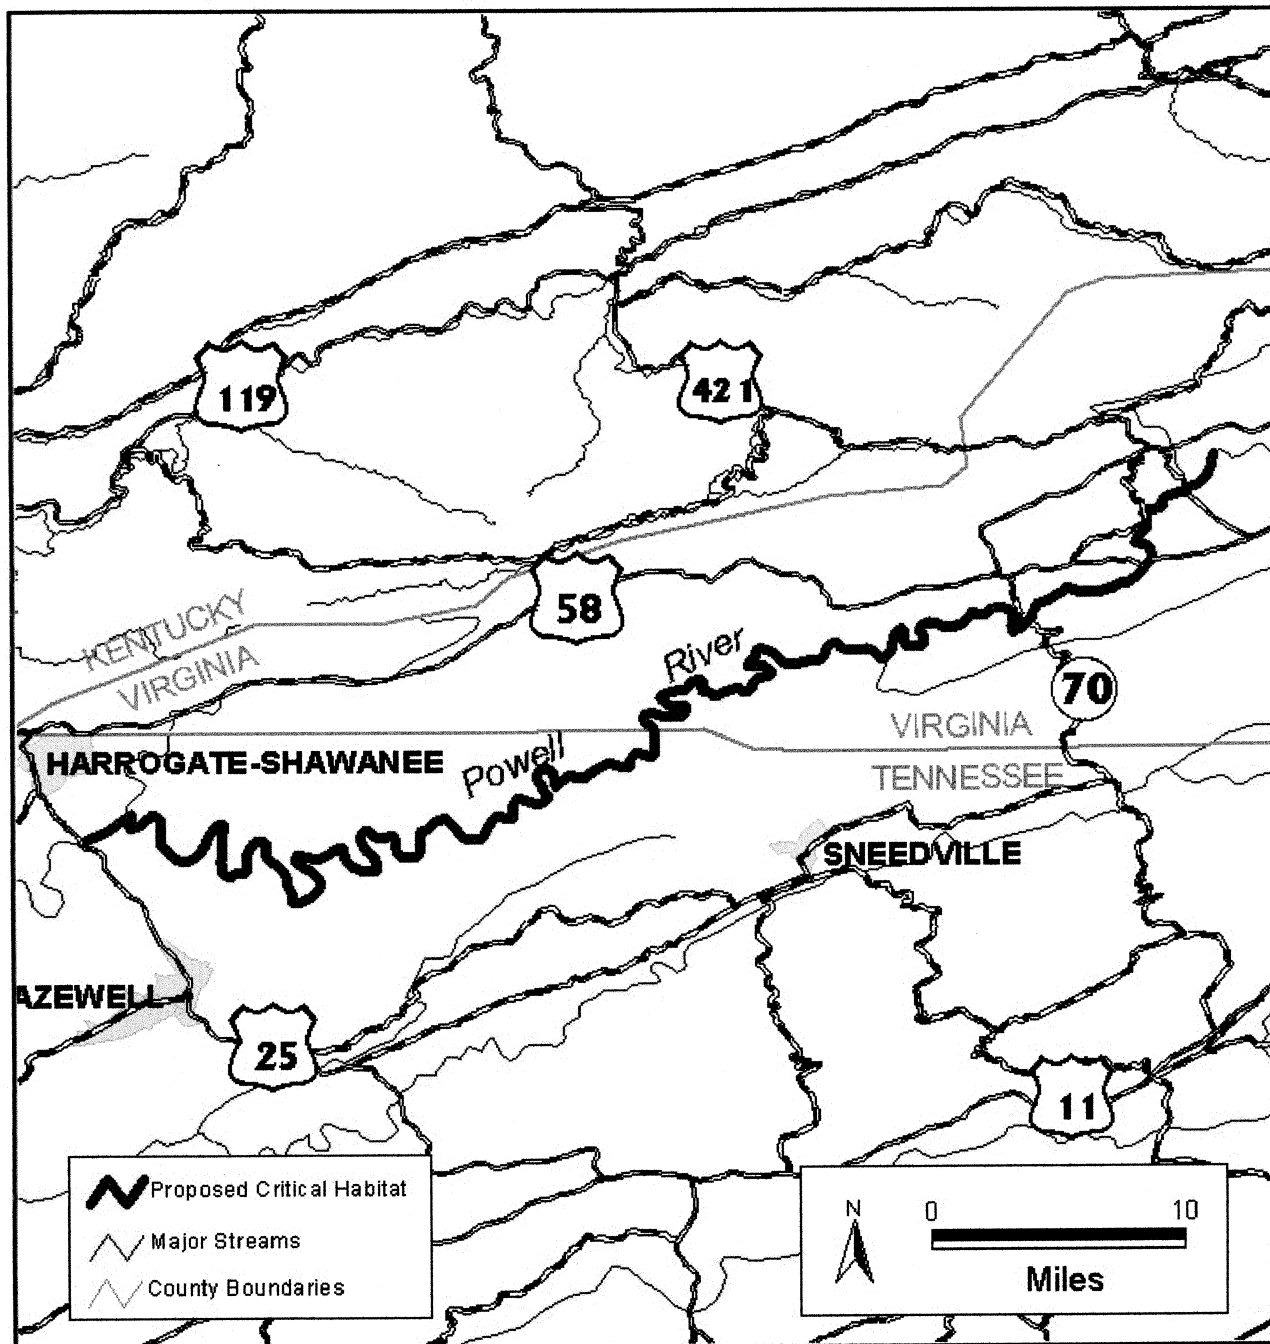 119
421
58
KENTUCKY
VIRGINIA
River
70
Powell
VIRGINIA
TENNESSEE
HARROGATE-SHAWANEE
SNEEDVILLE
AZEWELL
25
11
Proposed Critical Habitat
Major Streams
County Boundaries
N
0 10
Miles